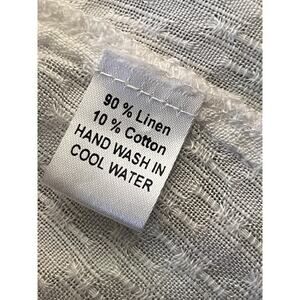 90 % Linen
10 % Cotton
HAND WASH IN
COOL WATER